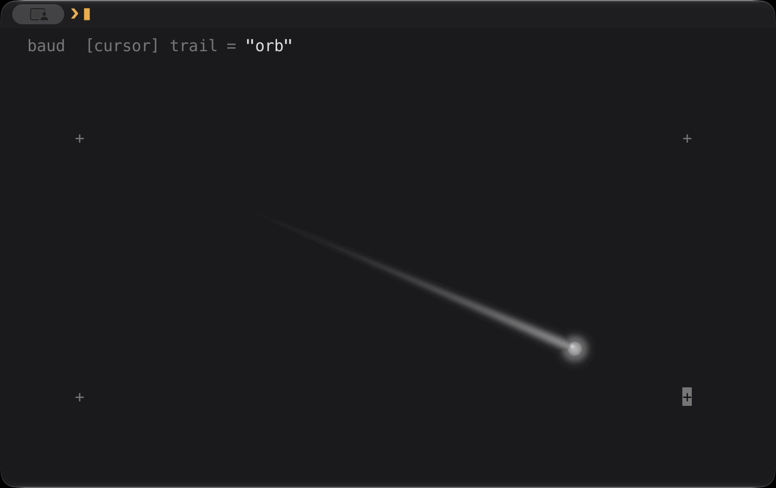 ❯
baud [cursor] trail = "orb"
+ +
+ +